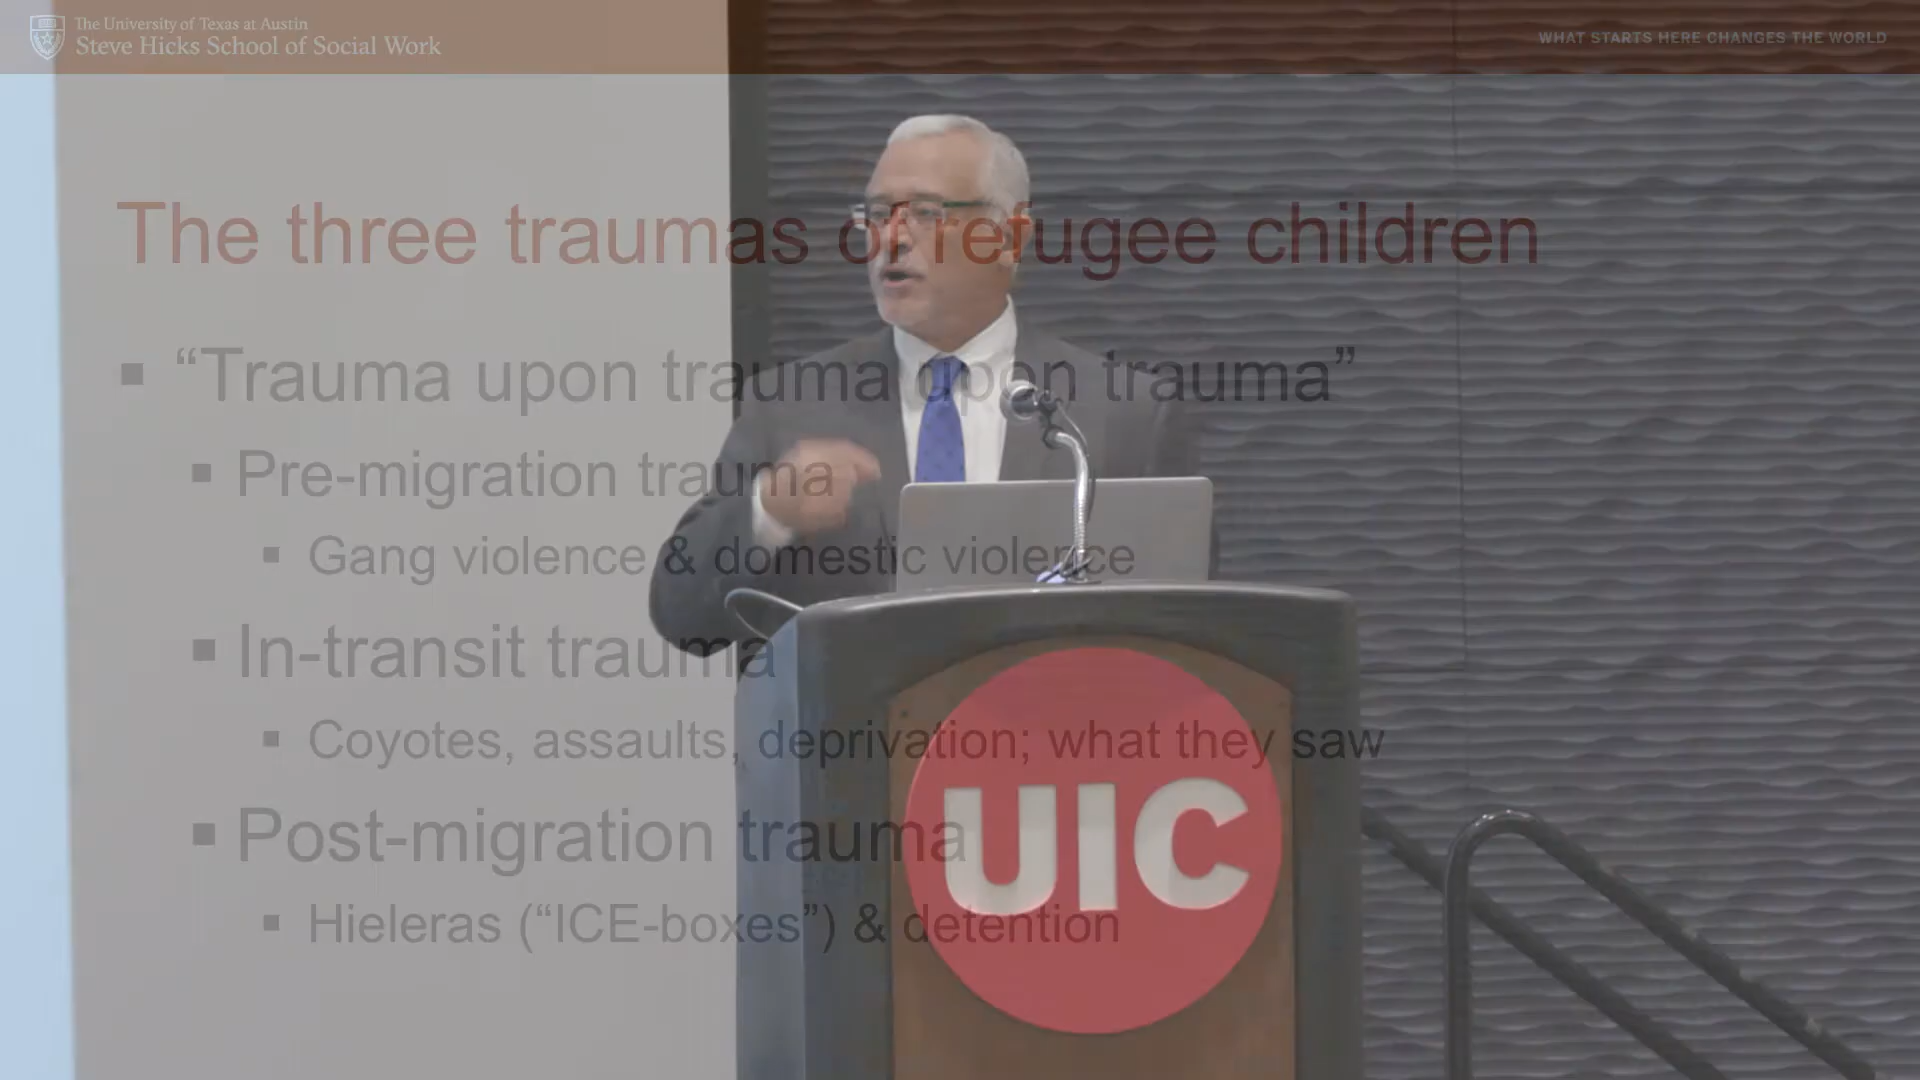 The University of Texas at Austin
Steve Hicks School of Social Work
WHAT STARTS HERE CHANGES THE WORLD
The three traumas of refugee children
“Trauma upon trauma upon trauma”
Pre-migration trauma
Gang violence & domestic violence
In-transit trauma
Coyotes, assaults, deprivation; what they saw
Post-migration trauma
Hieleras (“ICE-boxes”) & detention
UIC